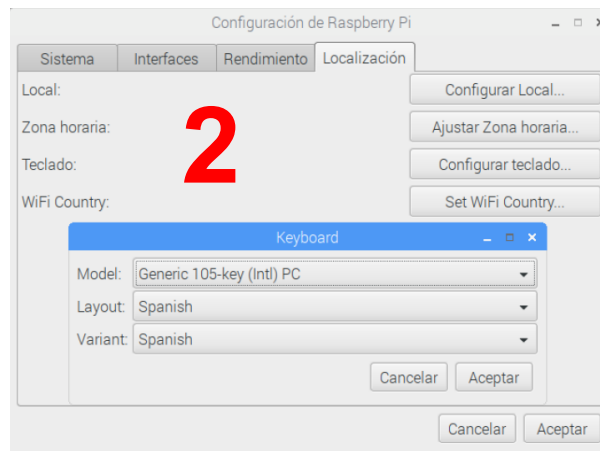 Configuración de Raspberry Pi
Sistema Interfaces Rendimiento Localización
Local: Configurar Local...
Zona horaria: Ajustar Zona horaria...
2
Teclado: Configurar teclado...
WiFi Country: Set WiFi Country...
Keyboard
Model: Generic 105-key (Intl) PC
Layout: Spanish
Variant: Spanish
Cancelar Aceptar
Cancelar Aceptar